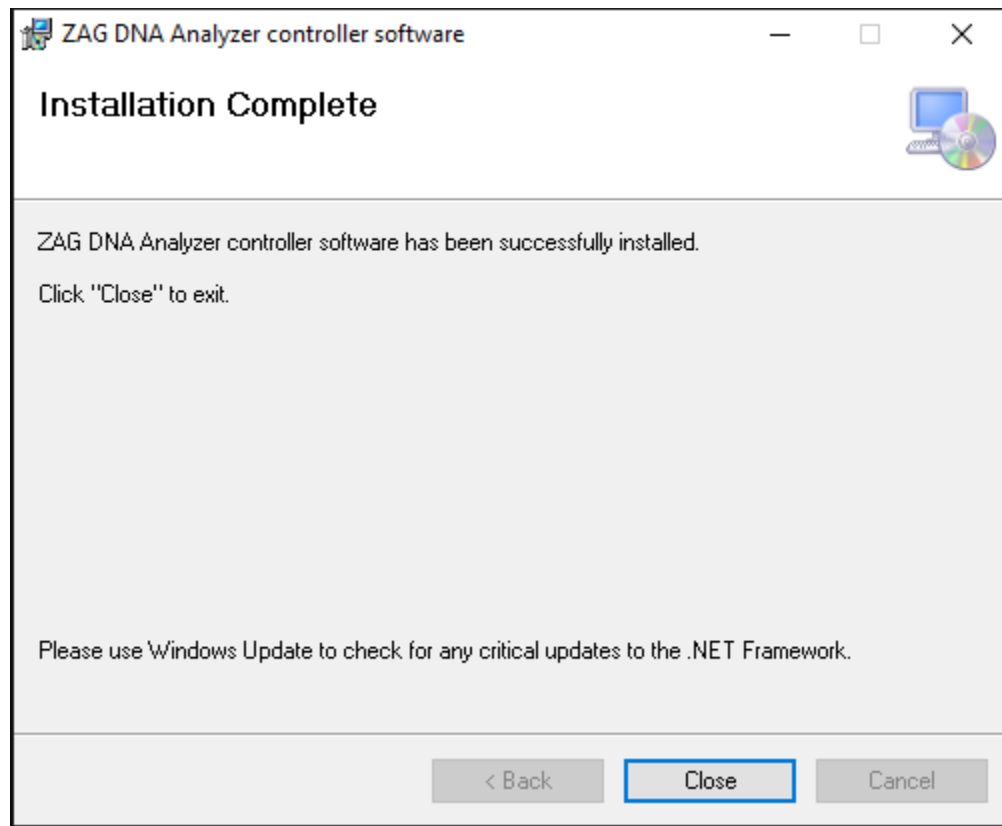 ZAG DNA Analyzer controller software
Installation Complete
ZAG DNA Analyzer controller software has been successfully installed.
Click "Close" to exit.
Please use Windows Update to check for any critical updates to the .NET Framework.
< Back
Close
Cancel